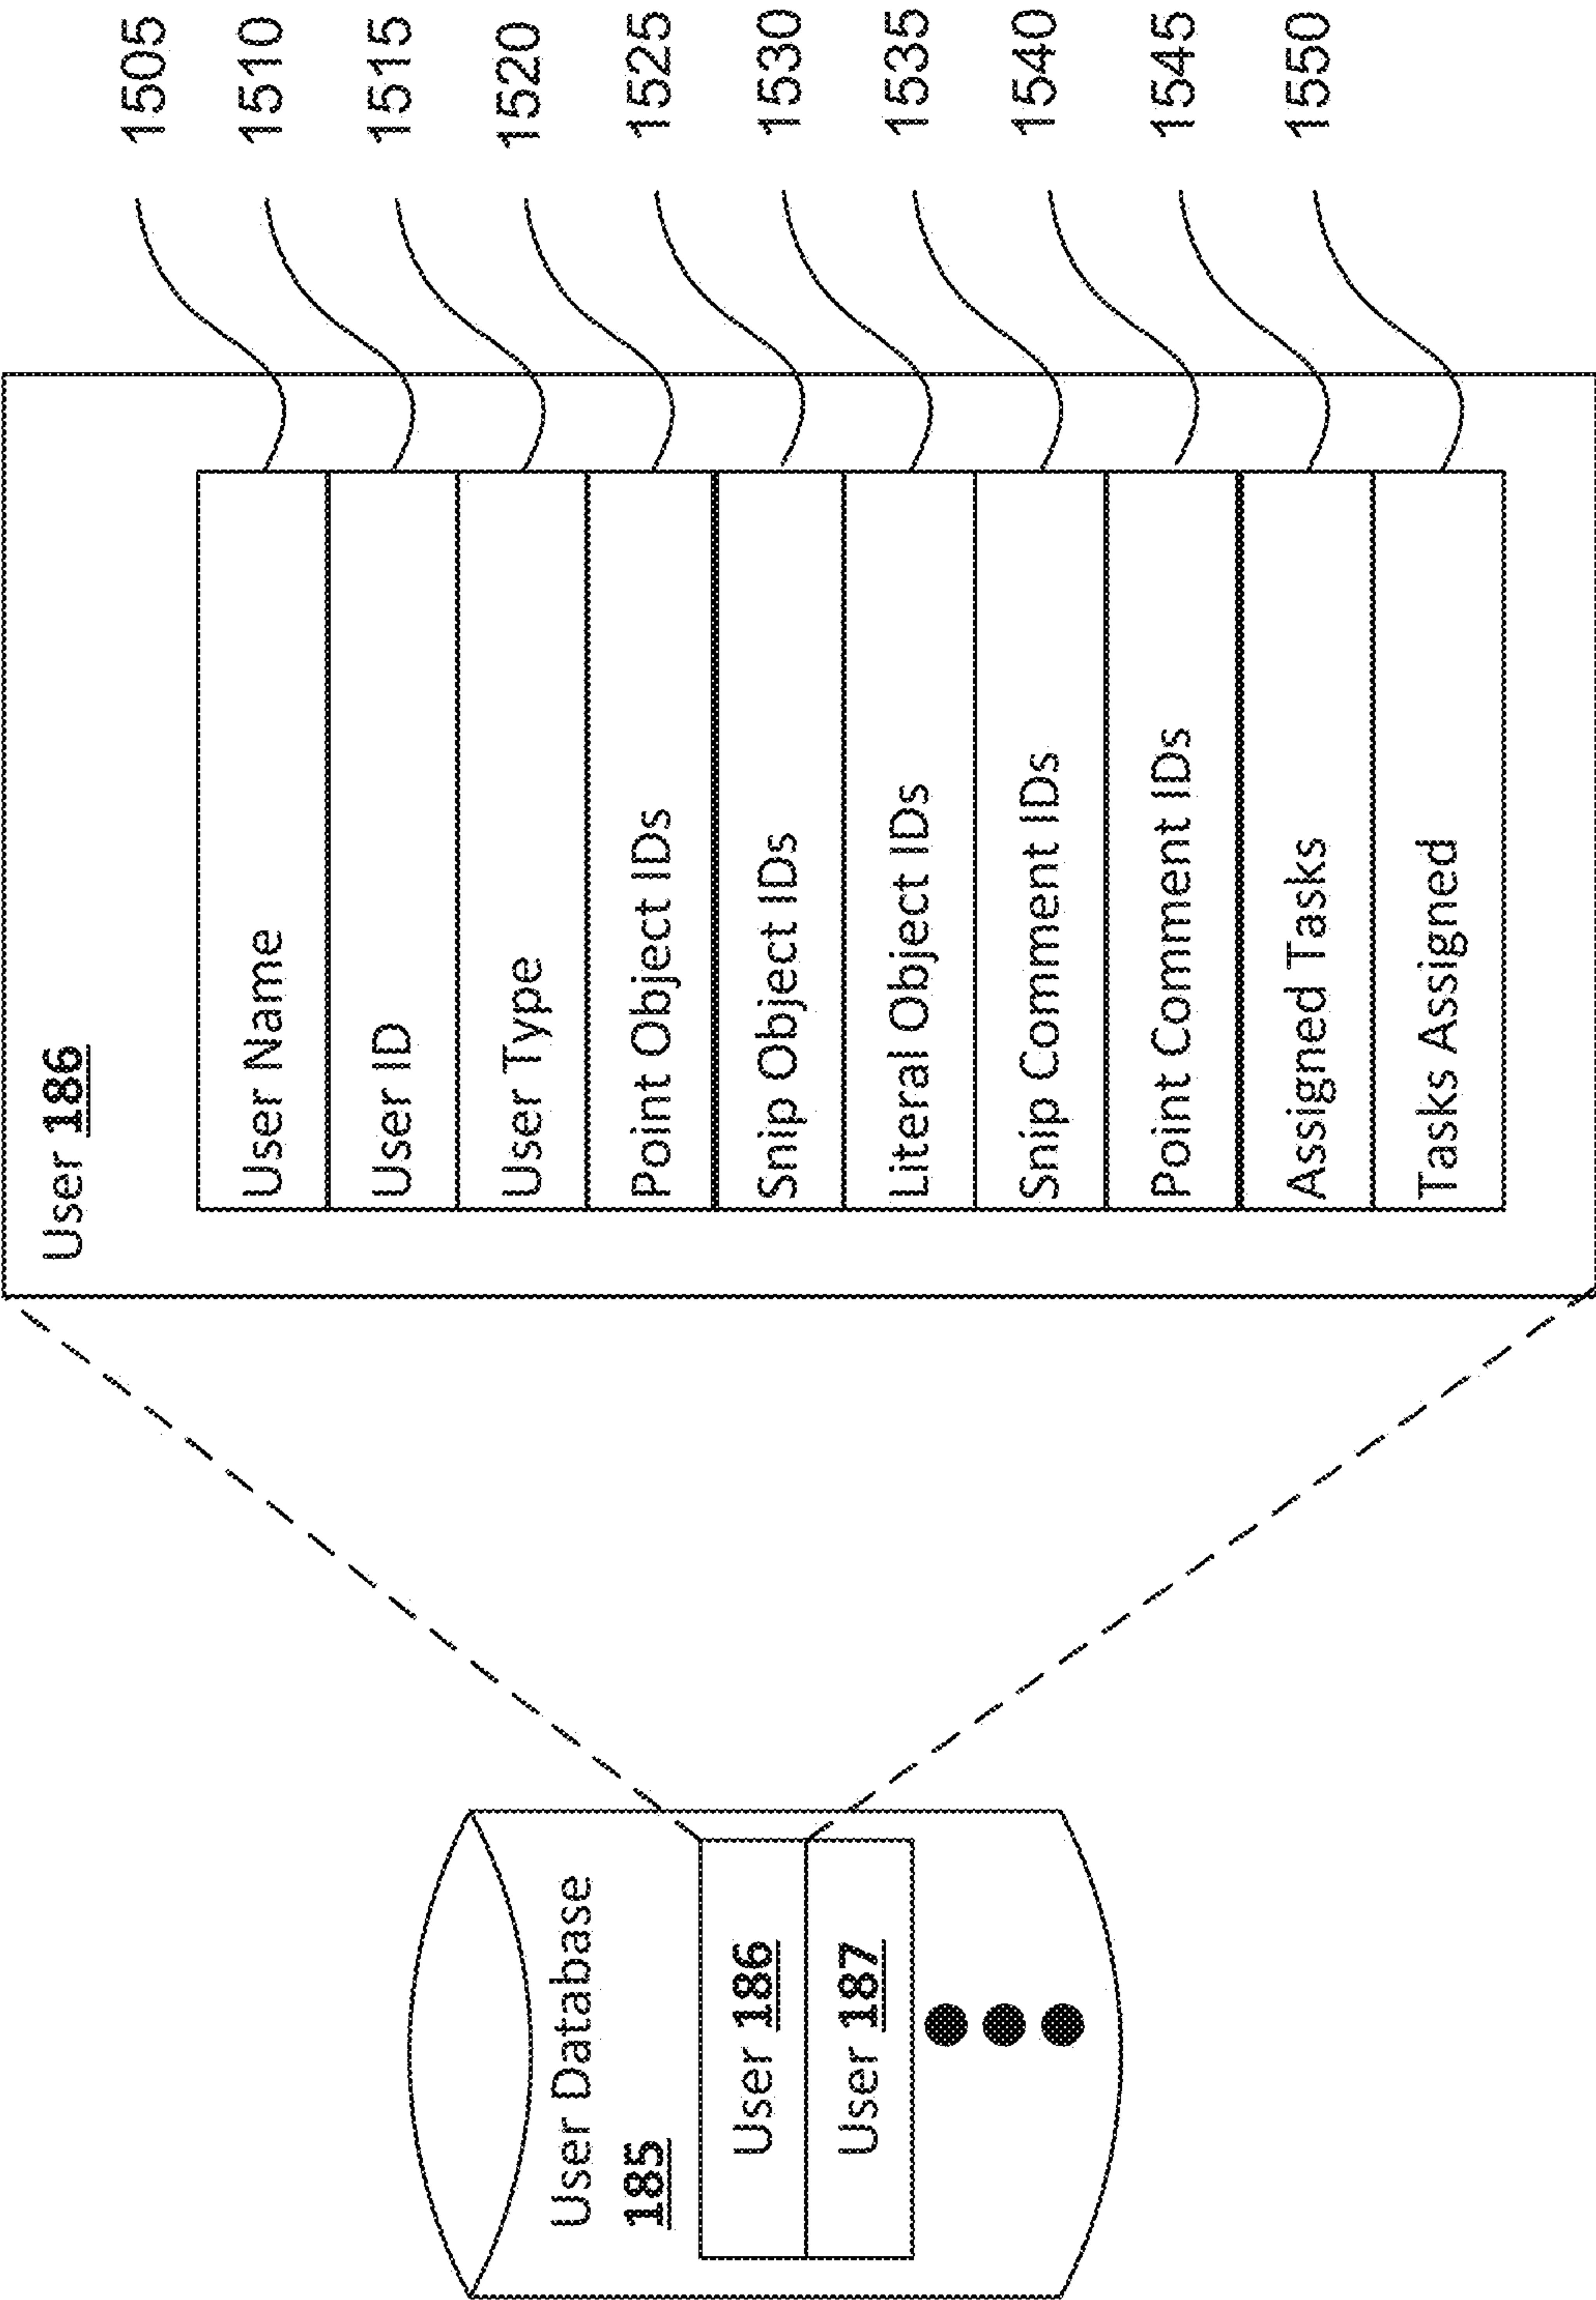 User Database
185
User 186
User 187
User 186
User Name
1505
User ID
1510
User Type
1515
Point Object IDs
1520
Snip Object IDs
1525
Literal Object IDs
1530
Snip Comment IDs
1535
Point Comment IDs
1540
Assigned Tasks
1545
Tasks Assigned
1550